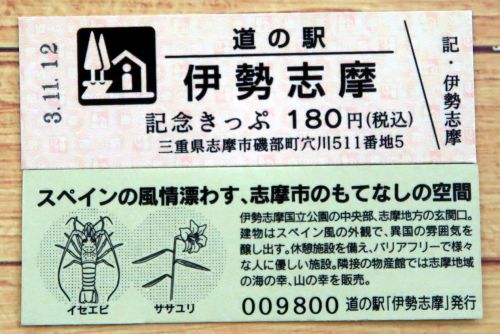 3.11.12
道の駅
伊勢志摩
記念きっぷ 180円(税込)
三重県志摩市磯部町穴川511番地5
記・伊勢志摩
スペインの風情漂わす、志摩市のもてなしの空間
伊勢志摩国立公園の中央部、志摩地方の玄関口。
建物はスペイン風の外観で、異国の雰囲気を
醸し出す。休憩施設を備え、バリアフリーで様々
な人に優しい施設。隣接の物産館では志摩地域
の海の幸、山の幸を販売。
イセエビ
ササユリ
009800 道の駅「伊勢志摩」発行